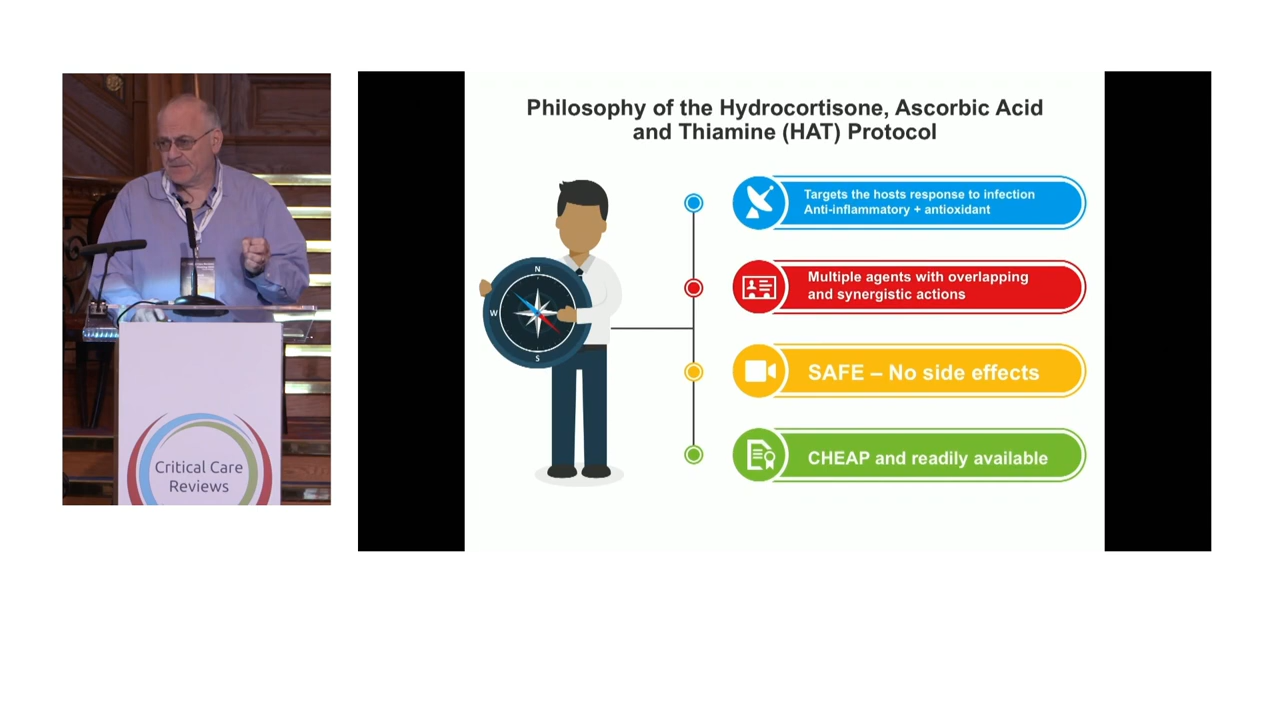 Philosophy of the Hydrocortisone, Ascorbic Acid
and Thiamine (HAT) Protocol
Targets the hosts response to infection
Anti-inflammatory + antioxidant
Multiple agents with overlapping
and synergistic actions
SAFE – No side effects
CHEAP and readily available
N
W
S
Critical Care
Reviews